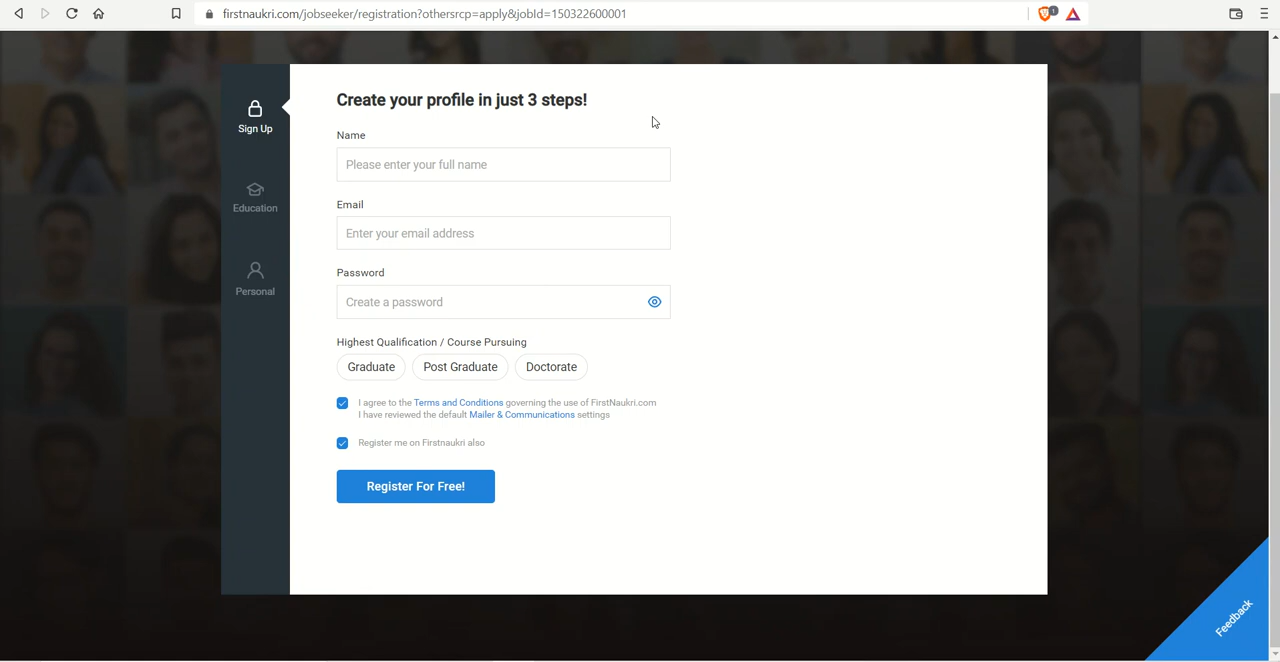 firstnaukri.com/jobseeker/registration?othersrcp=apply&jobId=150322600001
1
Sign Up
Education
Personal
Create your profile in just 3 steps!
Name
Please enter your full name
Email
Enter your email address
Password
Create a password
Highest Qualification / Course Pursuing
Graduate Post Graduate Doctorate
I agree to the Terms and Conditions governing the use of FirstNaukri.com
I have reviewed the default Mailer & Communications settings
Register me on Firstnaukri also
Register For Free!
Feedback